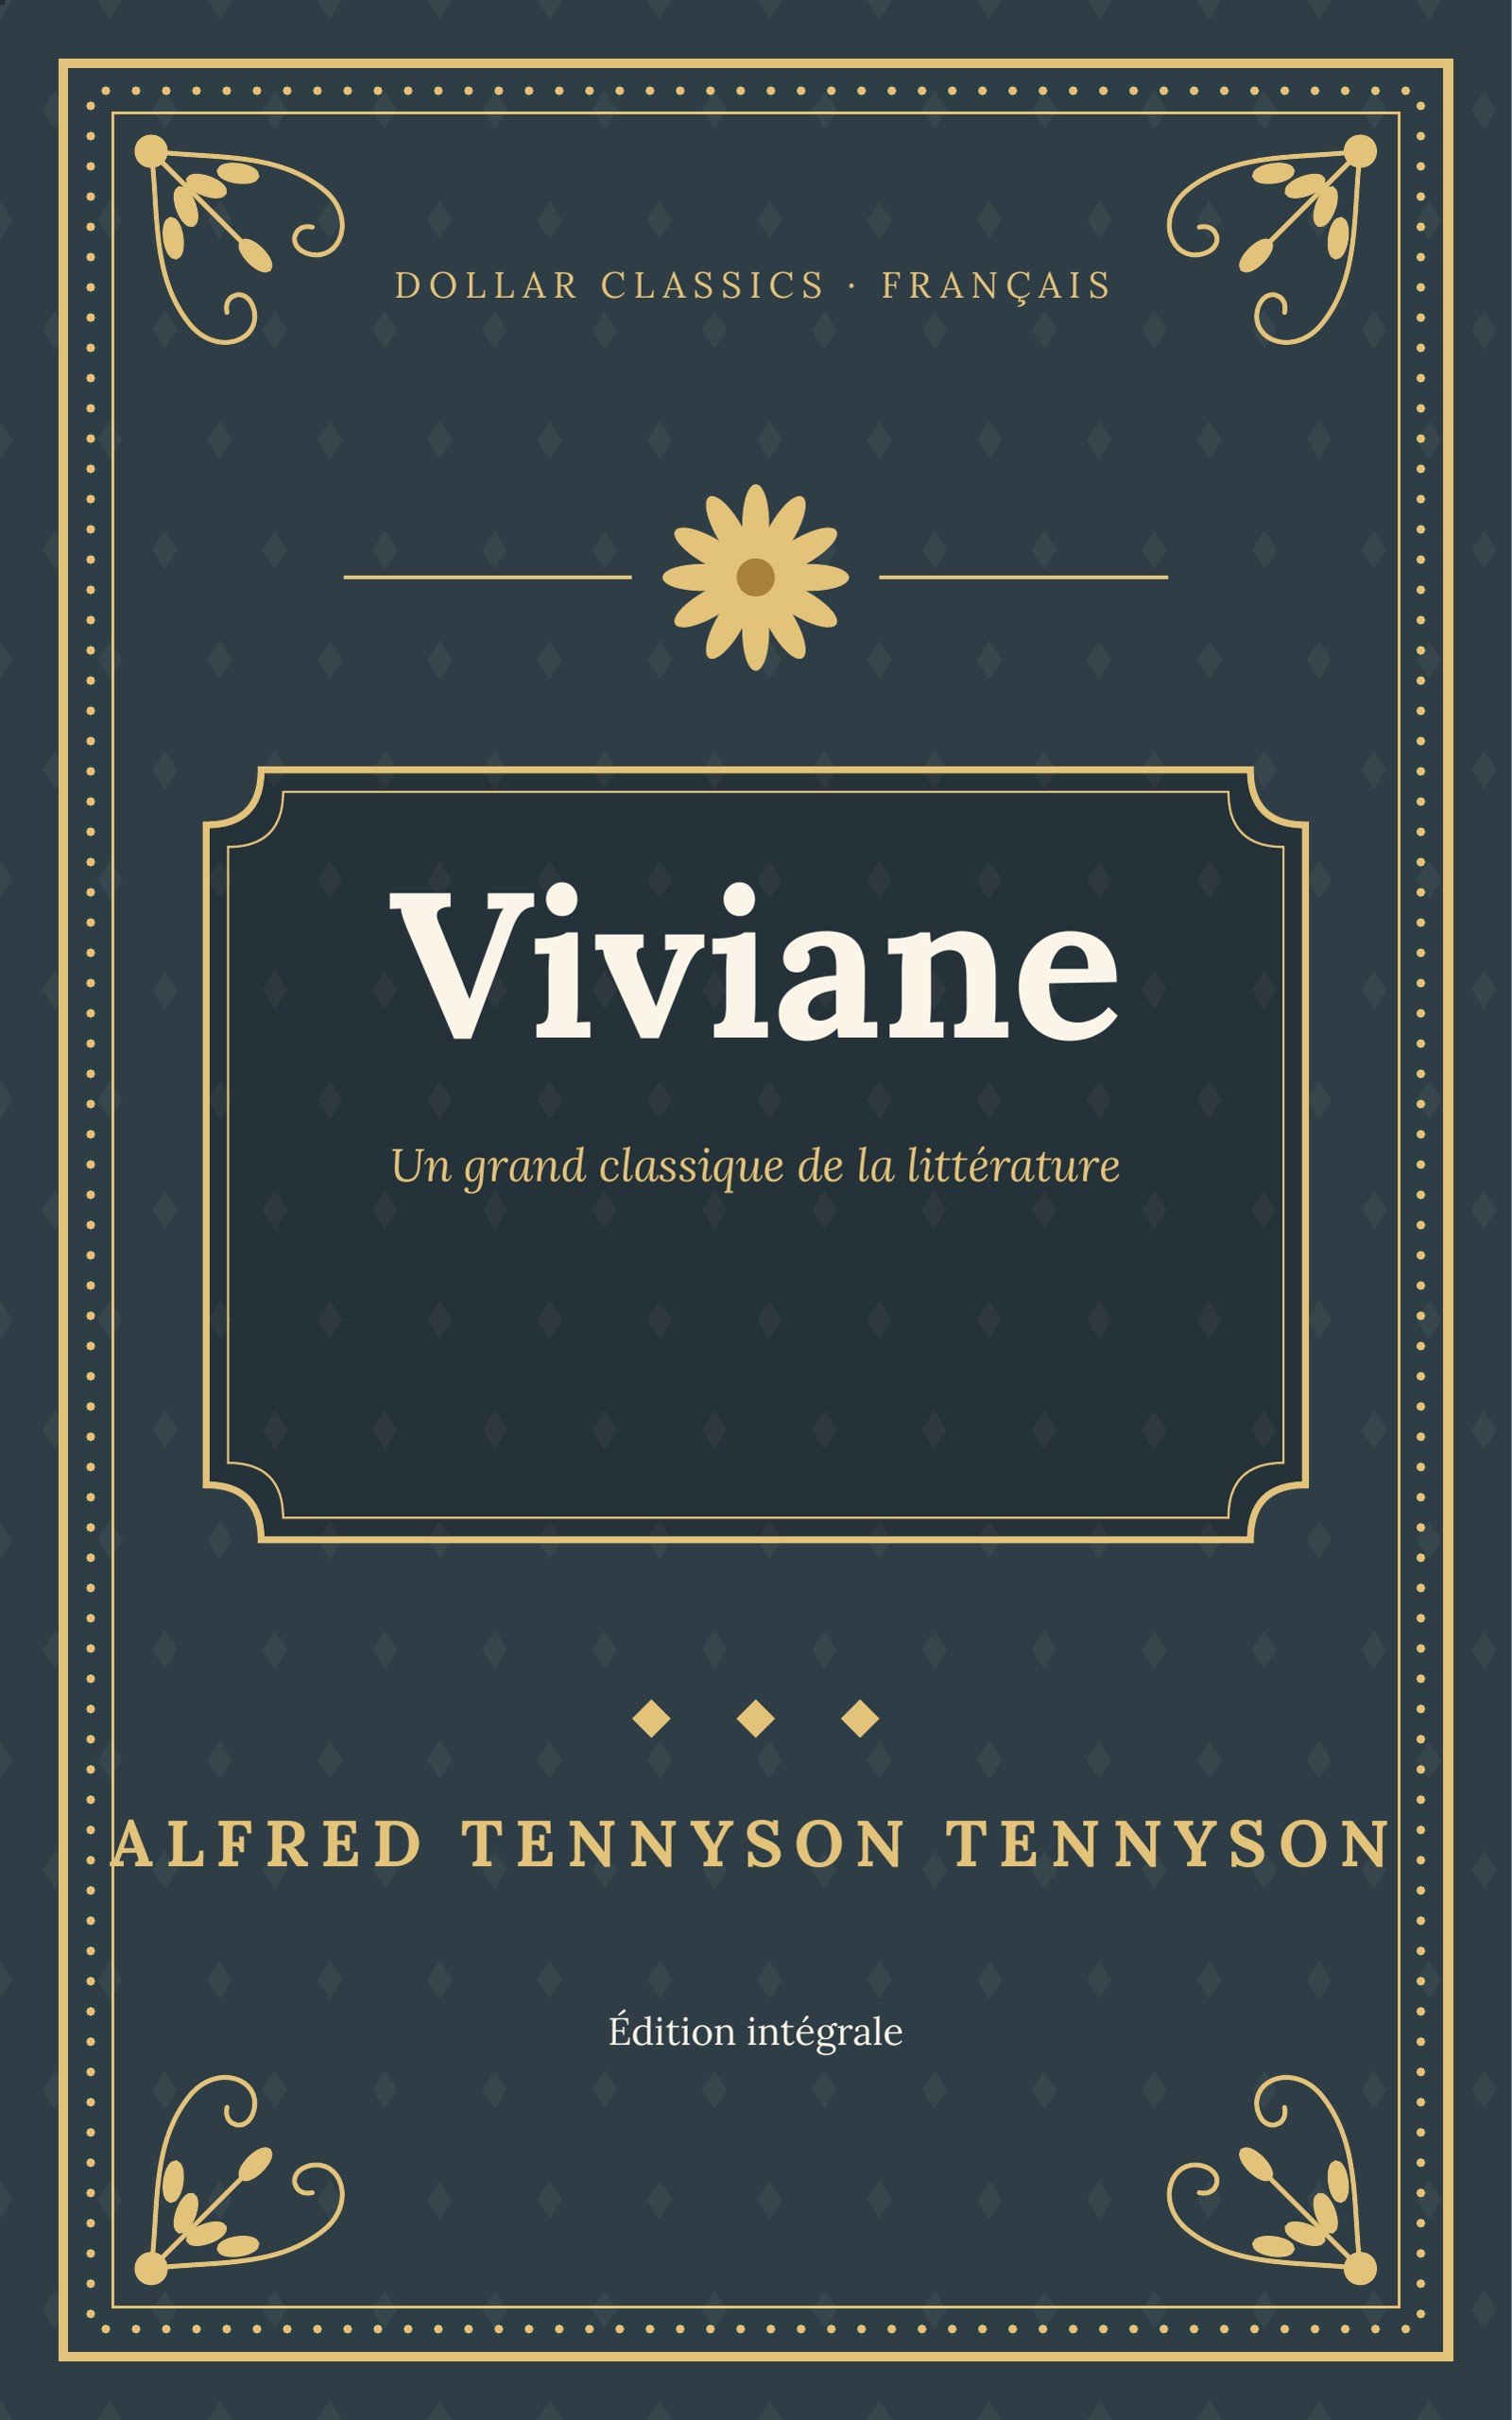 DOLLAR CLASSICS · FRANÇAIS
Viviane
Un grand classique de la littérature
ALFRED TENNYSON TENNYSON
Édition intégrale